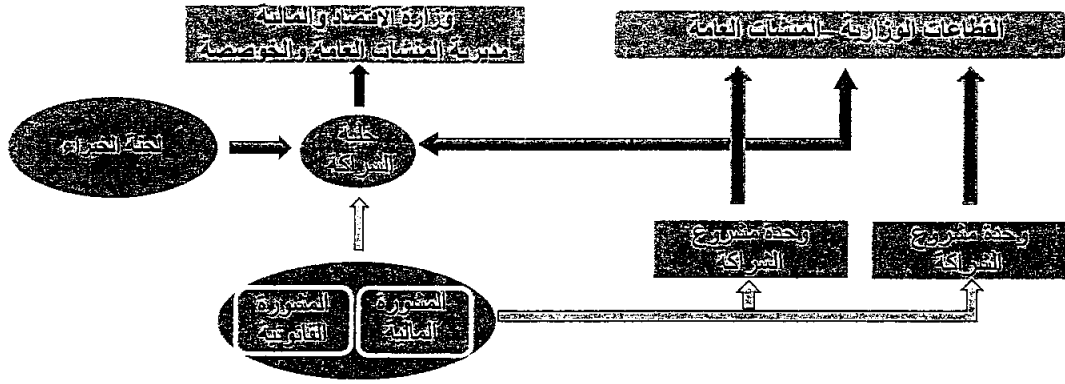 القطاعات الوزارية -المنشآت العامة
وزارة الاقتصاد والمالية
مديرية المنشآت العامة والخوصصة
لجنة الخبراء
خلية
الشراكة
وحدة مشروع
الشراكة
وحدة مشروع
الشراكة
المشورة
المالية
المشورة
القانونية